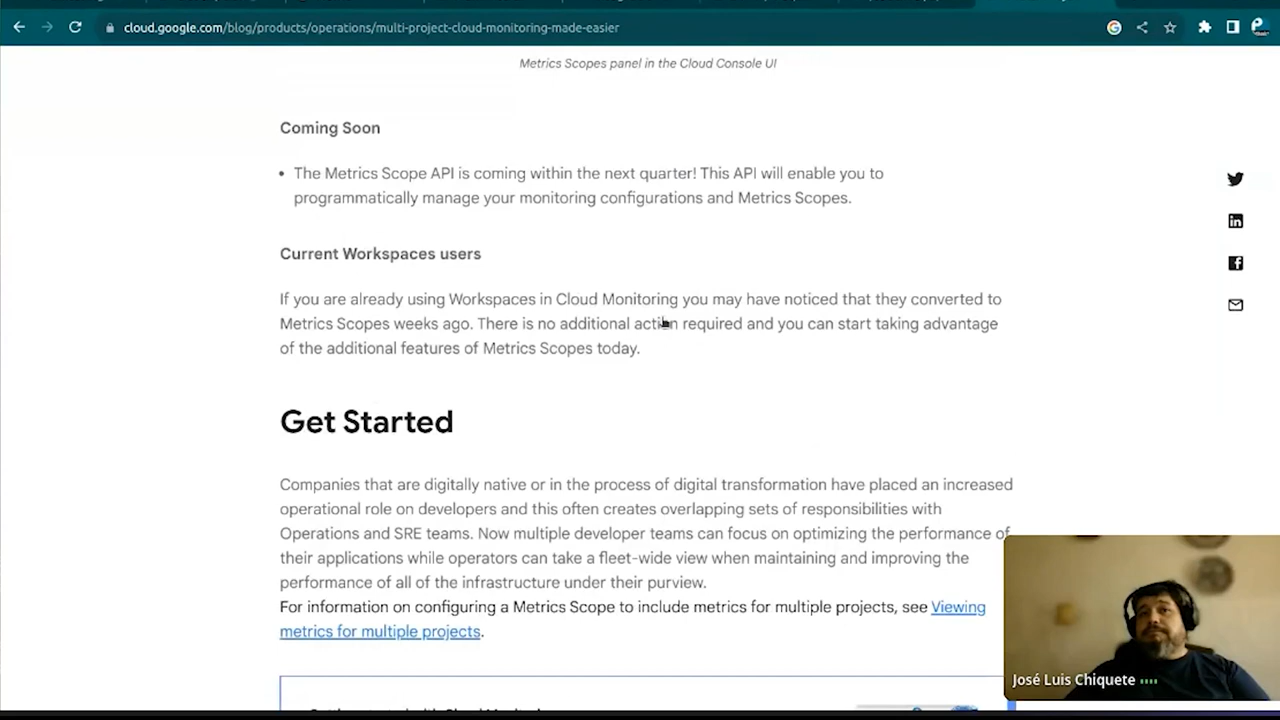 cloud.google.com/blog/products/operations/multi-project-cloud-monitoring-made-easier
Metrics Scopes panel in the Cloud Console UI
Coming Soon
• The Metrics Scope API is coming within the next quarter! This API will enable you to
programmatically manage your monitoring configurations and Metrics Scopes.
Current Workspaces users
If you are already using Workspaces in Cloud Monitoring you may have noticed that they converted to
Metrics Scopes weeks ago. There is no additional action required and you can start taking advantage
of the additional features of Metrics Scopes today.
Get Started
Companies that are digitally native or in the process of digital transformation have placed an increased
operational role on developers and this often creates overlapping sets of responsibilities with
Operations and SRE teams. Now multiple developer teams can focus on optimizing the performance of
their applications while operators can take a fleet-wide view when maintaining and improving the
performance of all of the infrastructure under their purview.
For information on configuring a Metrics Scope to include metrics for multiple projects, see Viewing
metrics for multiple projects.
José Luis Chiquete